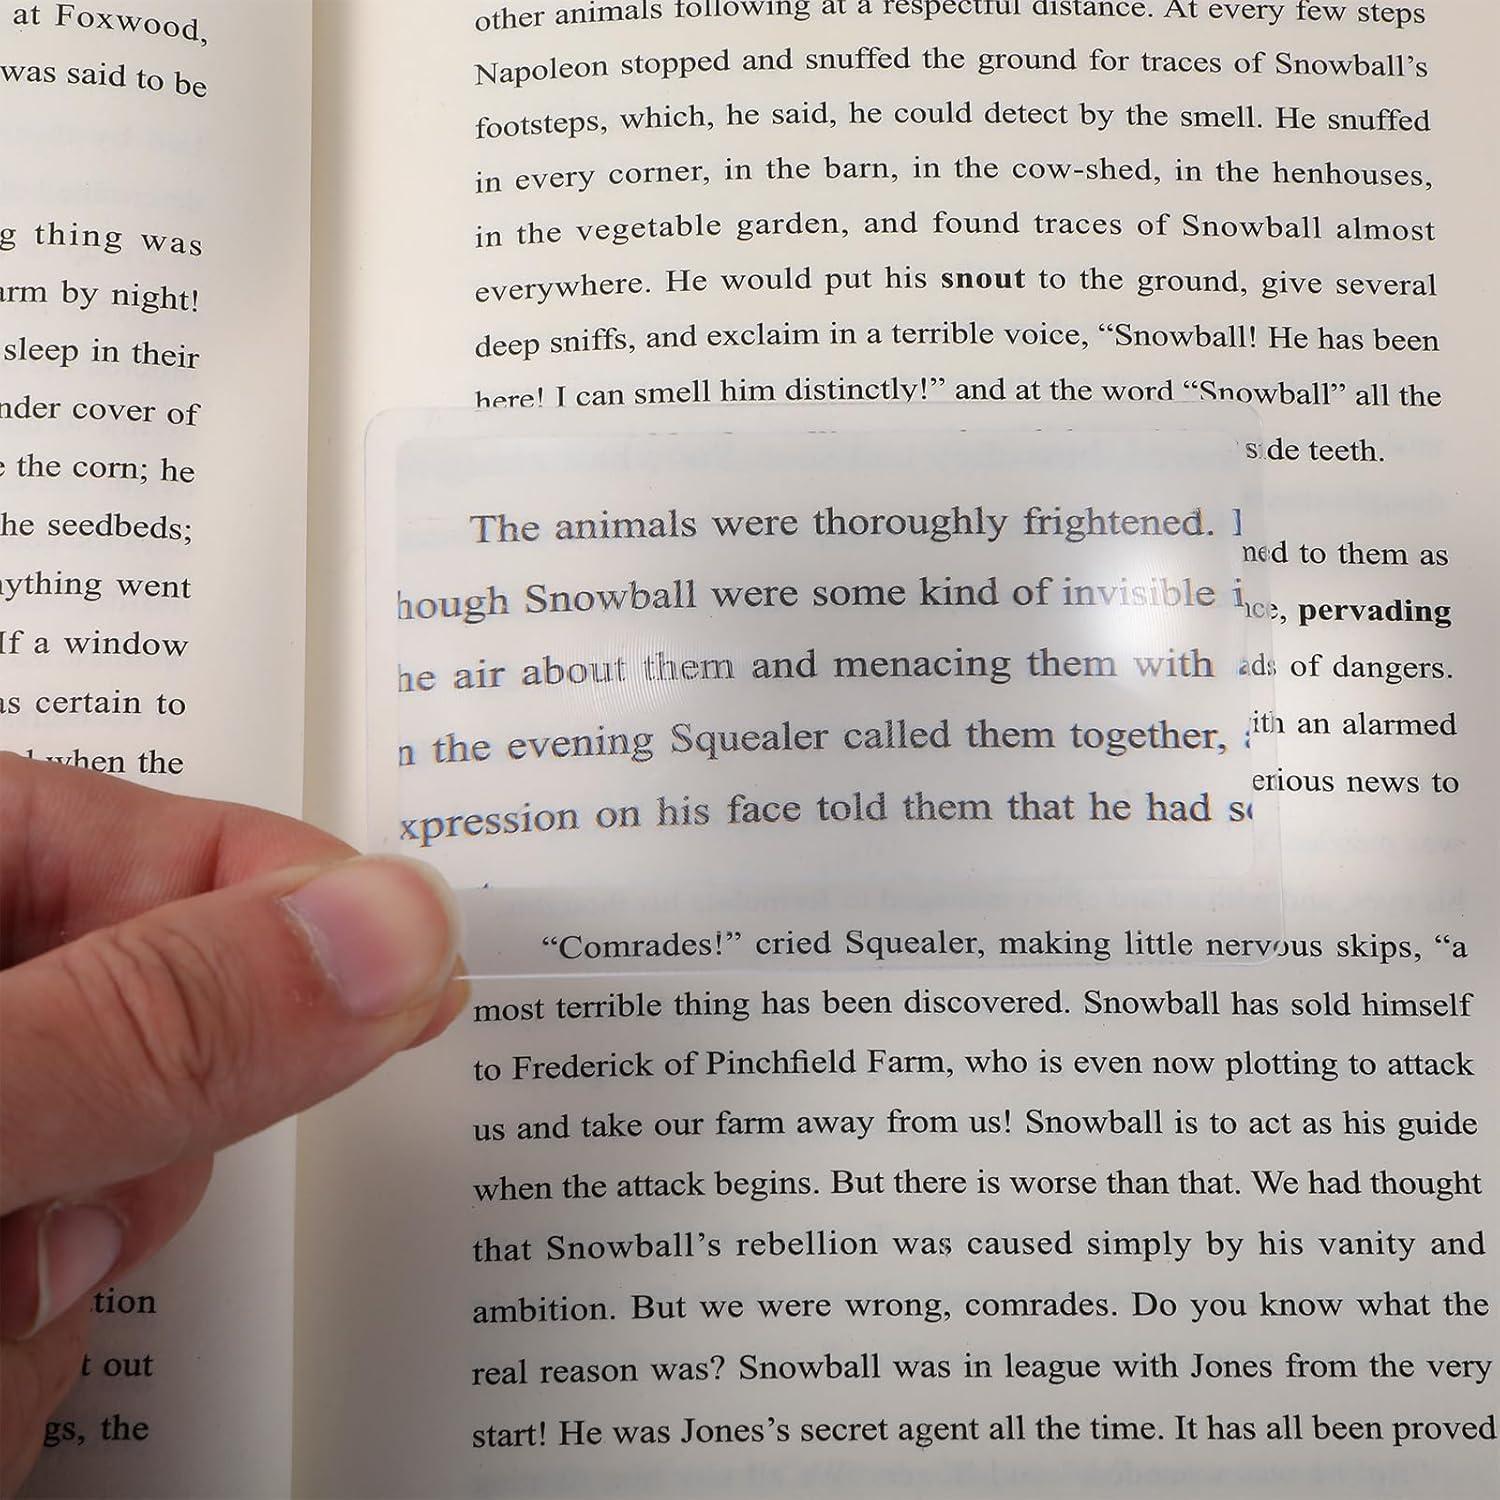 at Foxwood,
was said to be
thing was
by night!
sleep in their
cover of
the corn; he
he seedbeds;
went
If a window
certain to
when the
tion
out
the
other animals following at a respectful distance. At every few steps
Napoleon stopped and snuffed the ground for traces of Snowball's
footsteps, which, he said, he could detect by the smell. He snuffed
in every corner, in the barn, in the cow-shed, in the henhouses,
in the vegetable garden, and found traces of Snowball almost
everywhere. He would put his snout to the ground, give several
deep sniffs, and exclaim in a terrible voice, “Snowball! He has been
here! I can smell him distinctly!” and at the word “Snowball” all the
side teeth.
The animals were thoroughly frightened.
hough Snowball were some kind of invisible
ned to them as
he air about them and menacing them with
pervading
n the evening Squealer called them together,
ads of dangers.
xpression on his face told them that he had
ith an alarmed
erious news to
“Comrades!” cried Squealer, making little nervous skips, “a
most terrible thing has been discovered. Snowball has sold himself
to Frederick of Pinchfield Farm, who is even now plotting to attack
us and take our farm away from us! Snowball is to act as his guide
when the attack begins. But there is worse than that. We had thought
that Snowball's rebellion was caused simply by his vanity and
ambition. But we were wrong, comrades. Do you know what the
real reason was? Snowball was in league with Jones from the very
start! He was Jones's secret agent all the time. It has all been proved